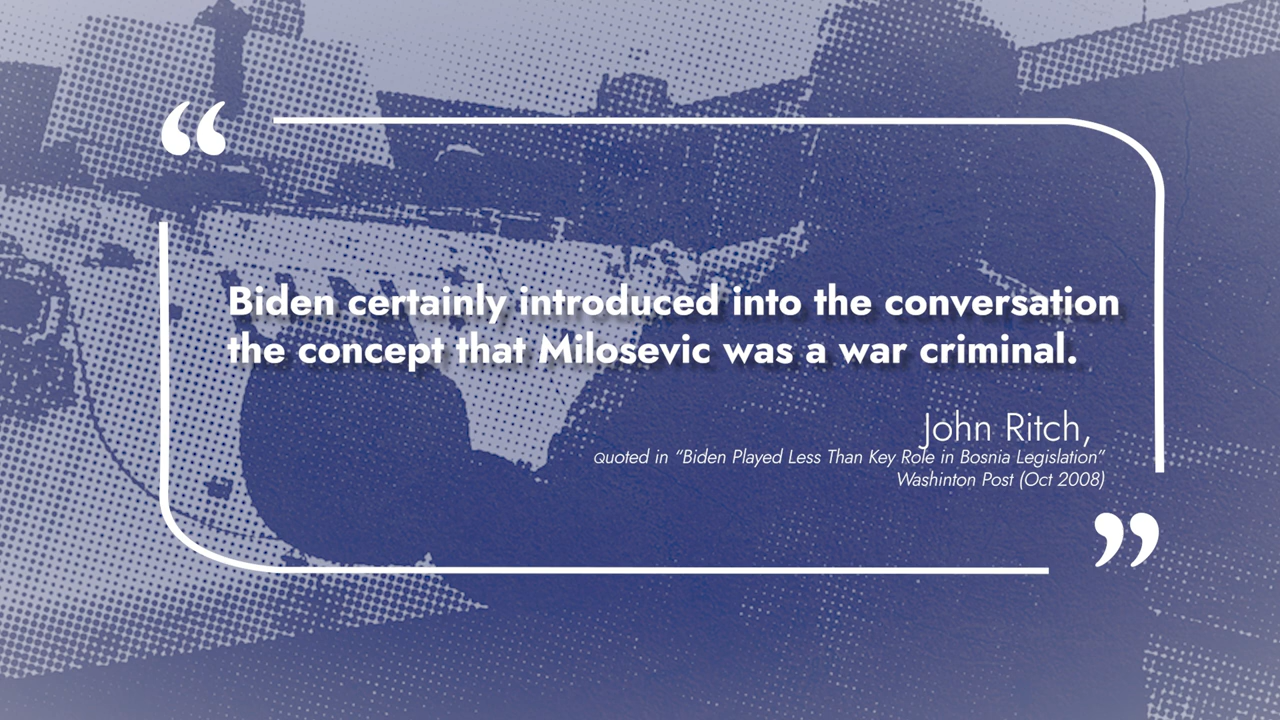 “
Biden certainly introduced into the conversation
the concept that Milosevic was a war criminal.
John Ritch,
Quoted in “Biden Played Less Than Key Role in Bosnia Legislation”
Washinton Post (Oct 2008)
”